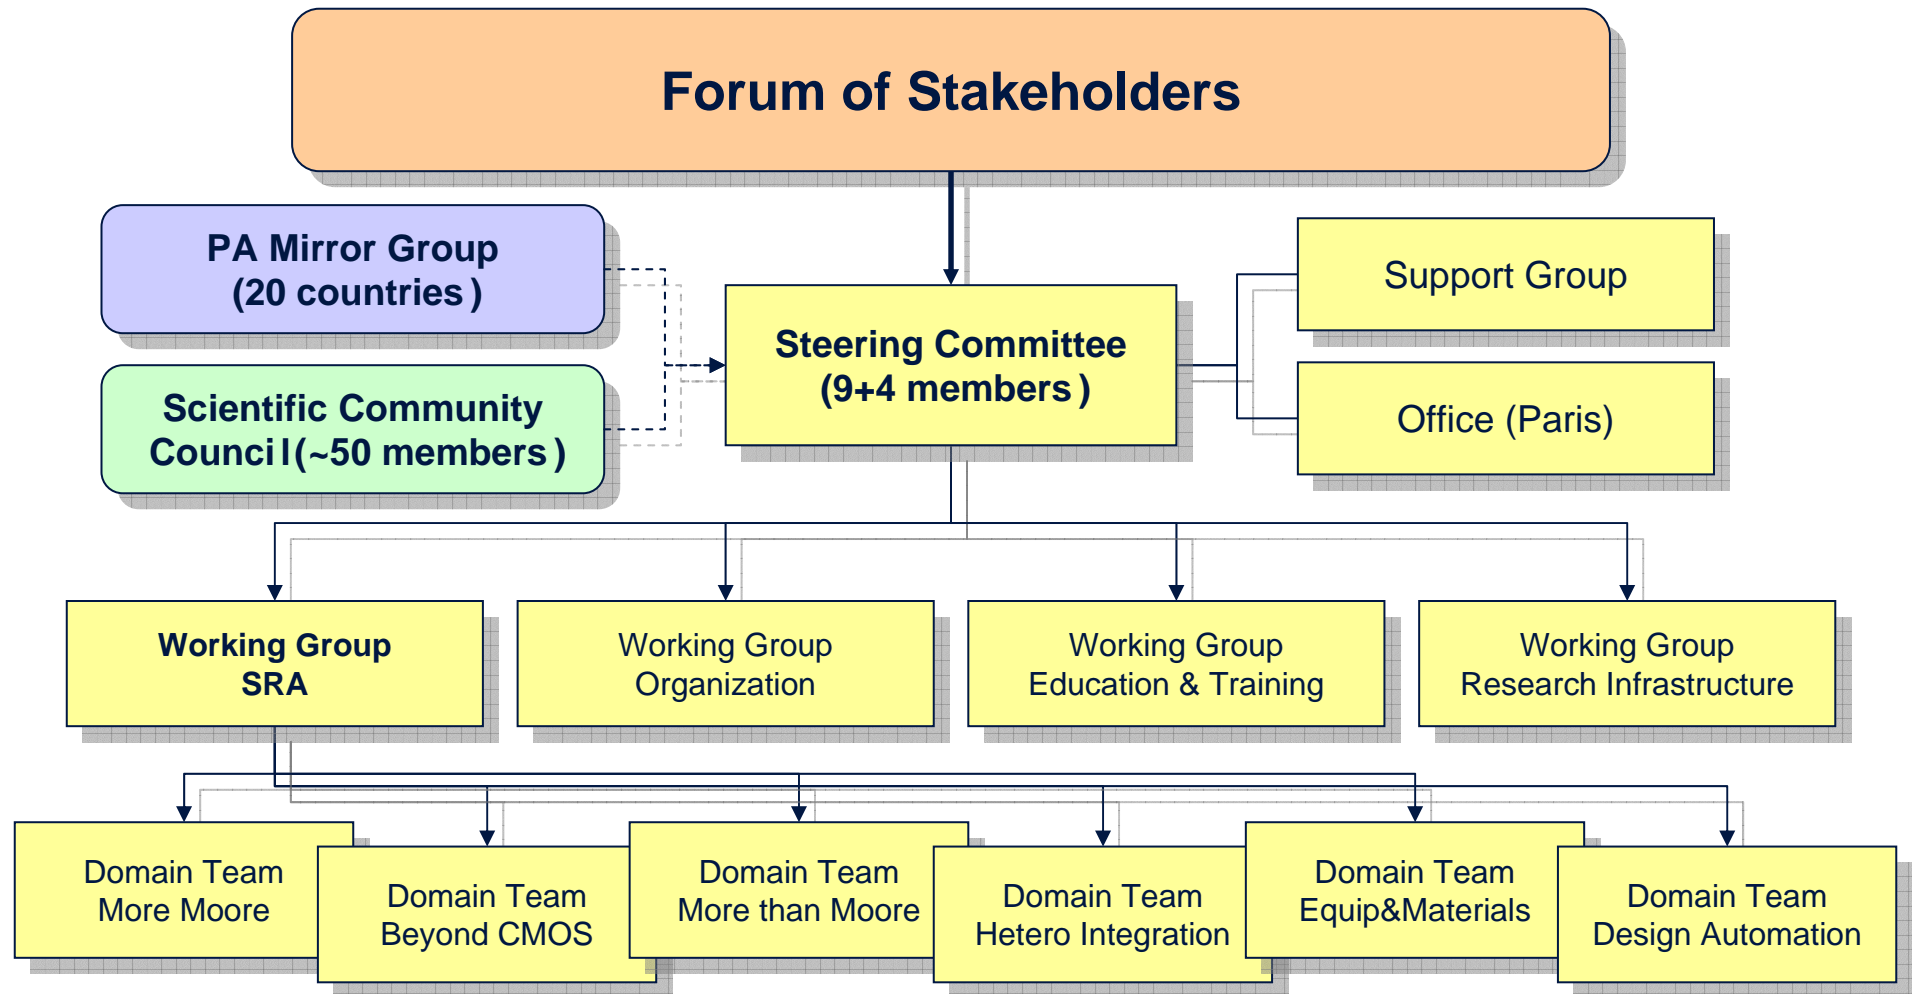 Forum of Stakeholders
PA Mirror Group
(20 countries)
Support Group
Steering Committee
(9+4 members)
Scientific Community
Council(~50 members)
Office (Paris)
Working Group
SRA
Working Group
Organization
Working Group
Education & Training
Working Group
Research Infrastructure
Domain Team
More Moore
Domain Team
Beyond CMOS
Domain Team
More than Moore
Domain Team
Hetero Integration
Domain Team
Equip&Materials
Domain Team
Design Automation